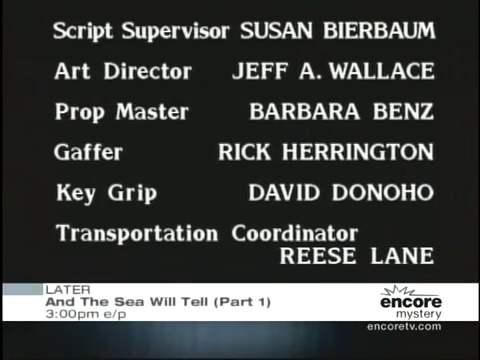 Script Supervisor SUSAN BIERBAUM
Art Director JEFF A. WALLACE
Prop Master BARBARA BENZ
Gaffer RICK HERRINGTON
Key Grip DAVID DONOHO
Transportation Coordinator
REESE LANE
LATER
And The Sea Will Tell (Part 1)
3:00pm e/p
encore
mystery
encoretv.com